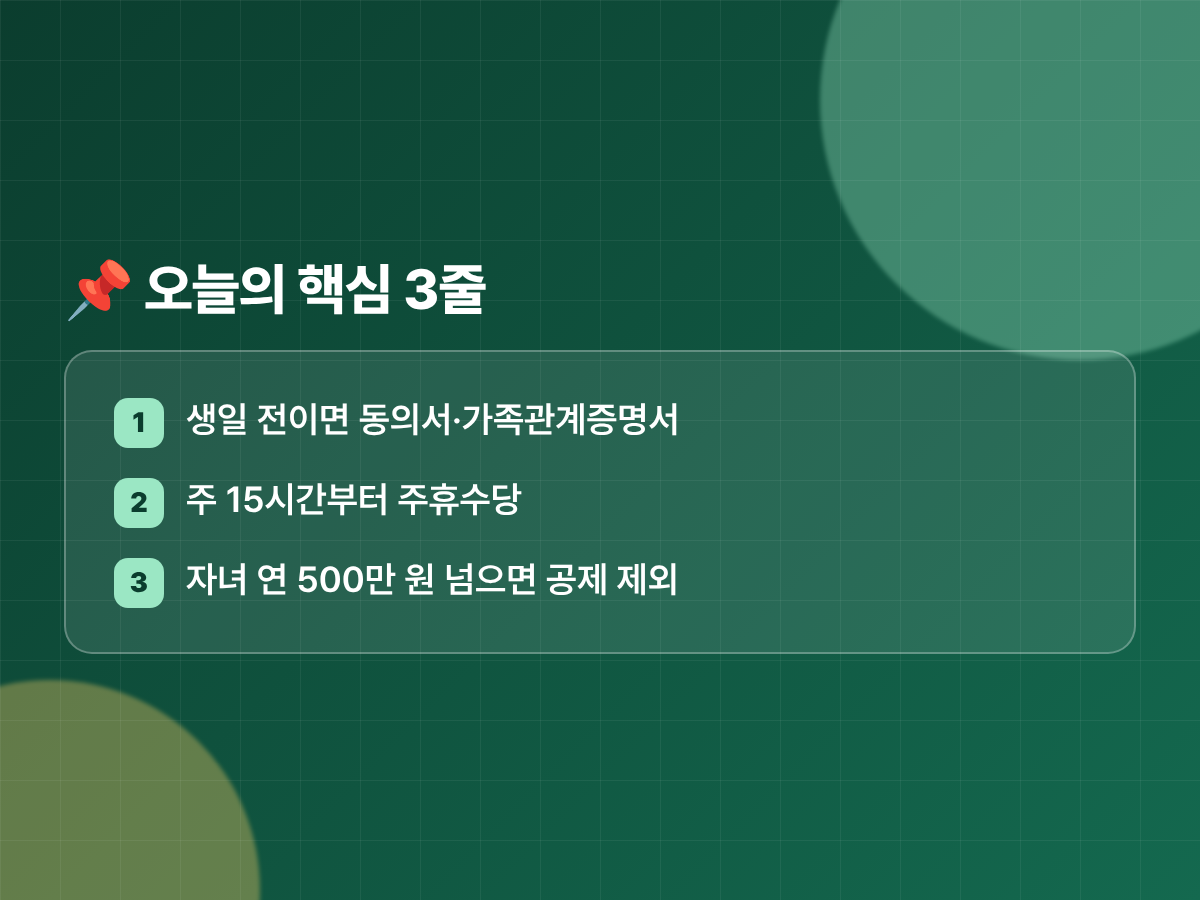 📌 오늘의 핵심 3줄
1 생일 전이면 동의서·가족관계증명서
2 주 15시간부터 주휴수당
3 자녀 연 500만 원 넘으면 공제 제외